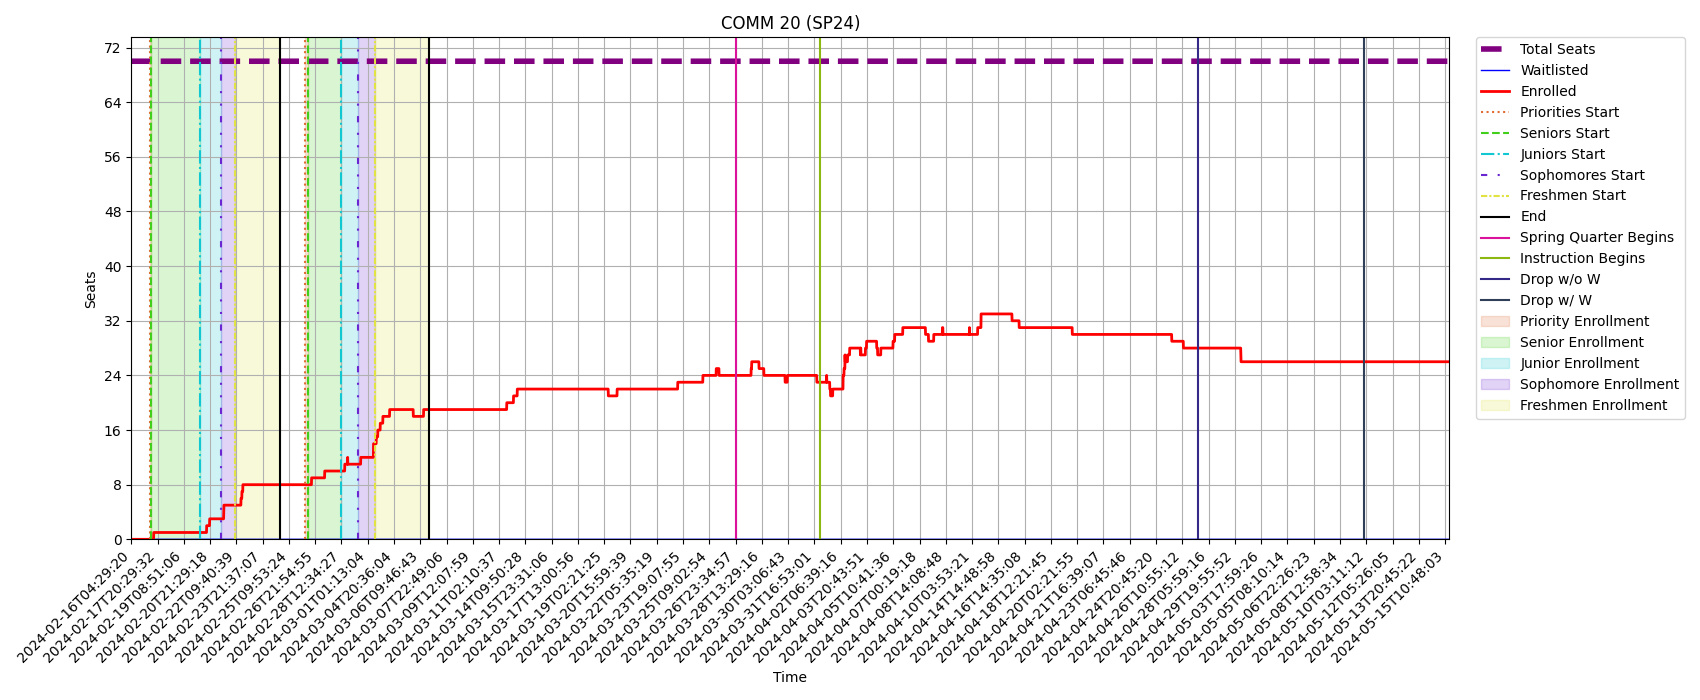 COMM 20 (SP24)
72
64
56
48
40
32
24
16
8
0
Seats
2024-02-16T04:29:20
2024-02-17T20:29:32
2024-02-19T08:51:06
2024-02-20T21:29:18
2024-02-22T09:40:39
2024-02-23T21:37:07
2024-02-25T09:53:24
2024-02-26T21:54:55
2024-02-28T12:34:27
2024-03-01T01:13:04
2024-03-04T20:36:04
2024-03-06T09:46:43
2024-03-07T22:49:06
2024-03-09T12:07:59
2024-03-11T02:10:37
2024-03-14T09:50:28
2024-03-15T23:31:06
2024-03-17T13:00:56
2024-03-19T02:21:25
2024-03-20T15:59:39
2024-03-22T05:35:19
2024-03-23T19:07:55
2024-03-25T09:02:54
2024-03-26T23:34:57
2024-03-28T13:29:16
2024-03-30T03:06:43
2024-03-31T16:53:01
2024-04-02T06:39:16
2024-04-03T20:43:51
2024-04-05T10:41:36
2024-04-07T00:19:18
2024-04-08T14:08:48
2024-04-10T03:53:21
2024-04-14T14:48:58
2024-04-16T14:35:08
2024-04-18T12:21:45
2024-04-20T02:21:55
2024-04-21T16:39:07
2024-04-23T06:45:46
2024-04-24T20:45:20
2024-04-26T10:55:12
2024-04-28T05:59:16
2024-04-29T19:55:52
2024-05-03T17:59:26
2024-05-05T08:10:14
2024-05-06T22:26:23
2024-05-08T12:58:34
2024-05-10T03:11:12
2024-05-12T05:26:05
2024-05-13T20:45:22
2024-05-15T10:48:03
Time
Total Seats
Waitlisted
Enrolled
Priorities Start
Seniors Start
Juniors Start
Sophomores Start
Freshmen Start
End
Spring Quarter Begins
Instruction Begins
Drop w/o W
Drop w/ W
Priority Enrollment
Senior Enrollment
Junior Enrollment
Sophomore Enrollment
Freshmen Enrollment